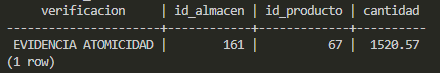 verificacion | id_almacen | id_producto | cantidad
--------------------+------------+-------------+----------
EVIDENCIA ATOMICIDAD | 161 | 67 | 1520.57
(1 row)